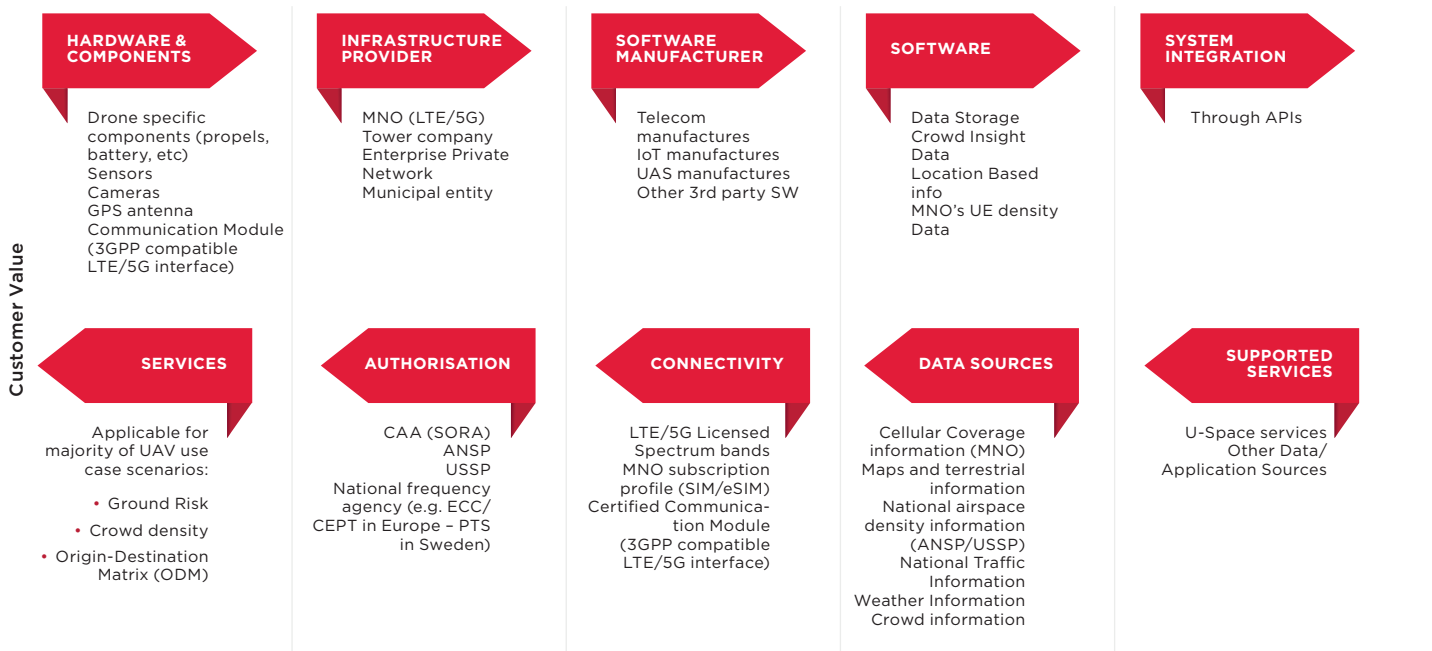 Customer Value
HARDWARE &
COMPONENTS
Drone specific
components (propels,
battery, etc)
Sensors
Cameras
GPS antenna
Communication Module
(3GPP compatible
LTE/5G interface)
INFRASTRUCTURE
PROVIDER
MNO (LTE/5G)
Tower company
Enterprise Private
Network
Municipal entity
SOFTWARE
MANUFACTURER
Telecom
manufactures
IoT manufactures
UAS manufactures
Other 3rd party SW
SOFTWARE
Data Storage
Crowd Insight
Data
Location Based
info
MNO's UE density
Data
SYSTEM
INTEGRATION
Through APIs
SERVICES
Applicable for
majority of UAV use
case scenarios:
• Ground Risk
• Crowd density
• Origin-Destination
Matrix (ODM)
AUTHORISATION
CAA (SORA)
ANSP
USSP
National frequency
agency (e.g. ECC/
CEPT in Europe – PTS
in Sweden)
CONNECTIVITY
LTE/5G Licensed
Spectrum bands
MNO subscription
profile (SIM/eSIM)
Certified Communica-
tion Module
(3GPP compatible
LTE/5G interface)
DATA SOURCES
Cellular Coverage
information (MNO)
Maps and terrestrial
information
National airspace
density information
(ANSP/USSP)
National Traffic
Information
Weather Information
Crowd information
SUPPORTED
SERVICES
U-Space services
Other Data/
Application Sources